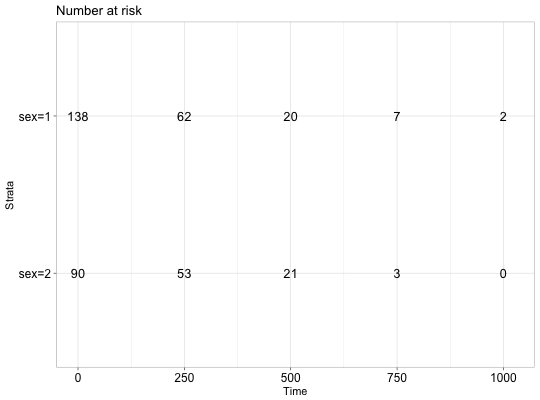 Number at risk
sex=1 138 62 20 7 2
Strata
sex=2 90 53 21 3 0
0 250 500 750 1000
Time